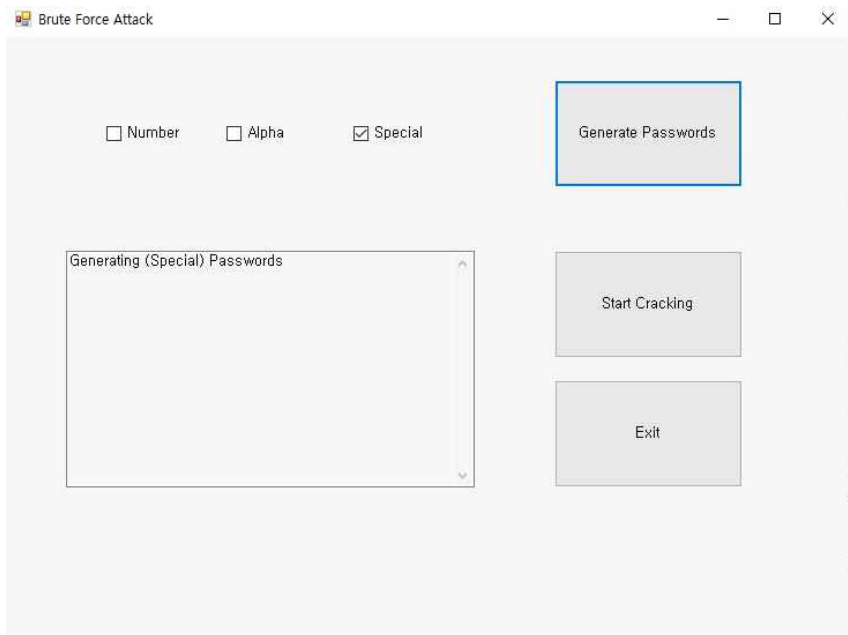 Brute Force Attack
Number Alpha Special
Generate Passwords
Generating (Special) Passwords
Start Cracking
Exit